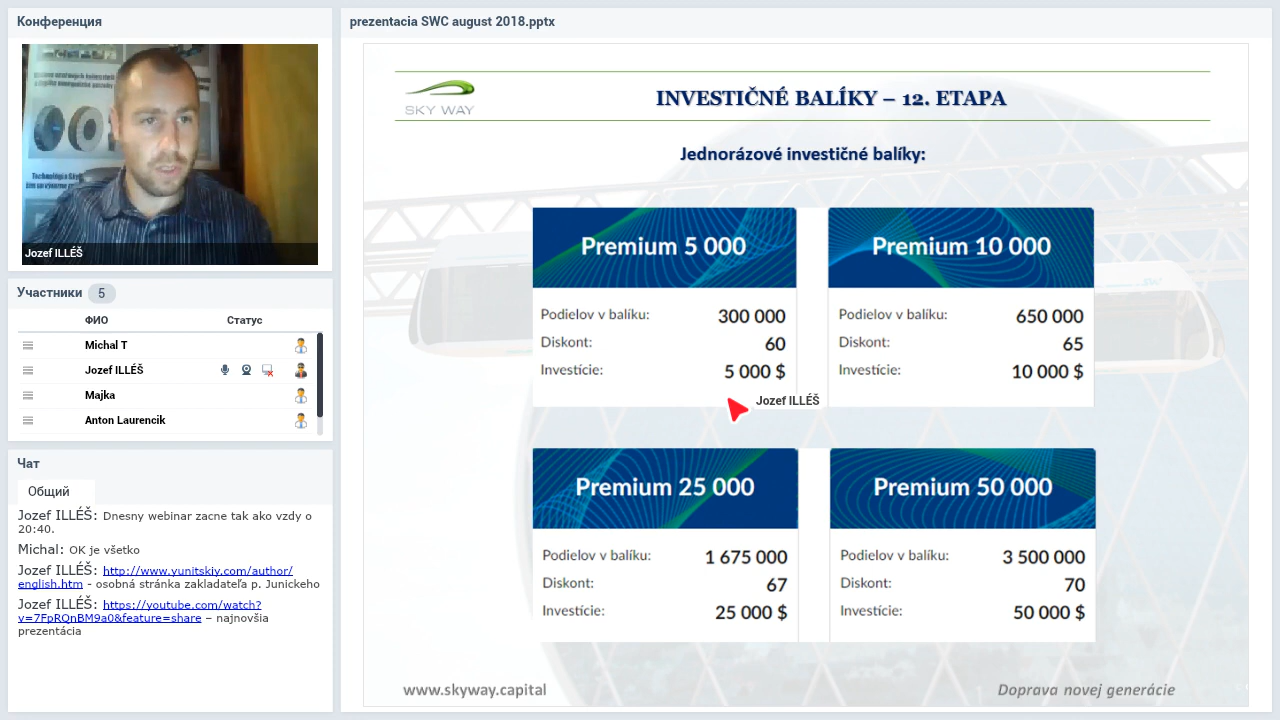 Конференция
Jozef ILLÉŠ
Участники 5
ФИО Статус
Michal T
Jozef ILLÉŠ
Majka
Anton Laurencik
Чат
Общий
Jozef ILLÉŠ: Dnesny webinar zacne tak ako vzdy o
20:40.
Michal: OK je všetko
Jozef ILLÉŠ: http://www.yunitskiy.com/author/
english.htm - osobná stránka zakladateľa p. Junickeho
Jozef ILLÉŠ: https://youtube.com/watch?
v=7FpRQnBM9a0&feature=share – najnovšia
prezentácia
prezentacia SWC august 2018.pptx
SKY WAY
INVESTIČNÉ BALÍKY – 12. ETAPA
Jednorázové investičné balíky:
Premium 5 000
Podielov v balíku: 300 000
Diskont: 60
Investície: 5 000 $
Premium 10 000
Podielov v balíku: 650 000
Diskont: 65
Investície: 10 000 $
Jozef ILLÉŠ
Premium 25 000
Podielov v balíku: 1 675 000
Diskont: 67
Investície: 25 000 $
Premium 50 000
Podielov v balíku: 3 500 000
Diskont: 70
Investície: 50 000 $
www.skyway.capital
Doprava novej generácie